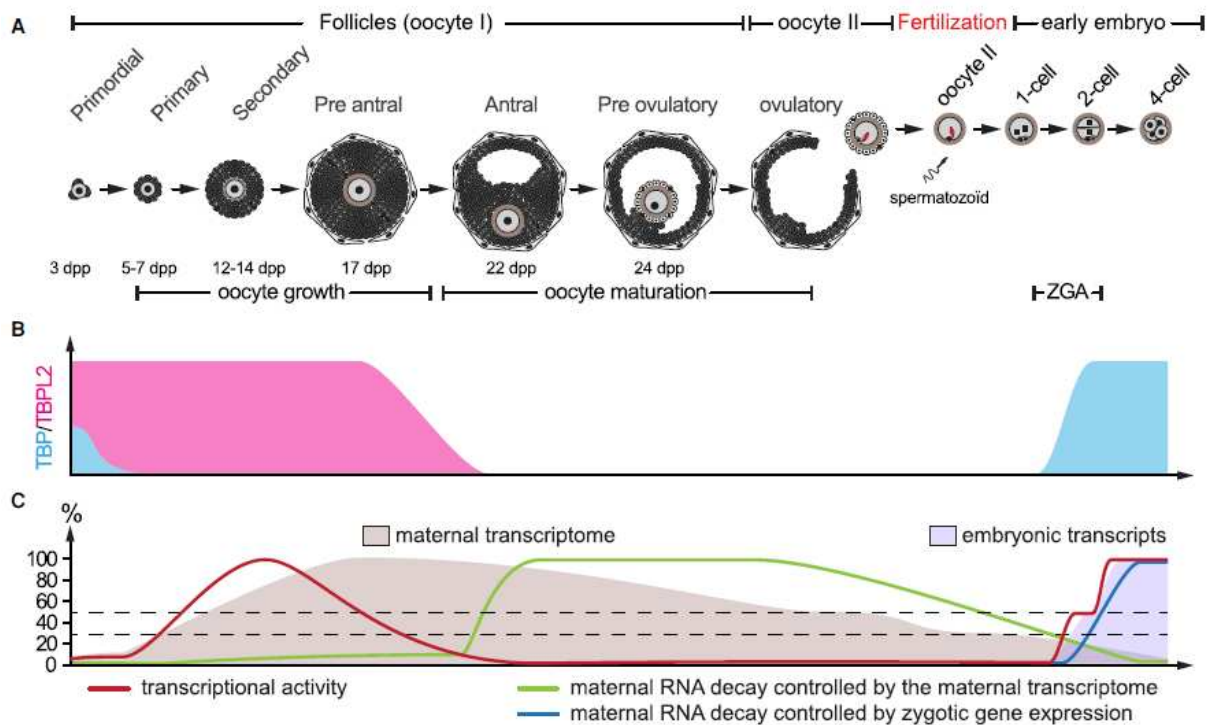 A
Follicles (oocyte I)
oocyte II
Fertilization
early embryo
Primordial
Primary
Secondary
Pre antral
Antral
Pre ovulatory
ovulatory
oocyte II
1-cell
2-cell
4-cell
spermatozoïd
3 dpp
5-7 dpp
12-14 dpp
17 dpp
22 dpp
24 dpp
oocyte growth
oocyte maturation
ZGA
B
TBP/TBPL2
C
%
maternal transcriptome
embryonic transcripts
100
80
60
40
20
0
transcriptional activity
maternal RNA decay controlled by the maternal transcriptome
maternal RNA decay controlled by zygotic gene expression